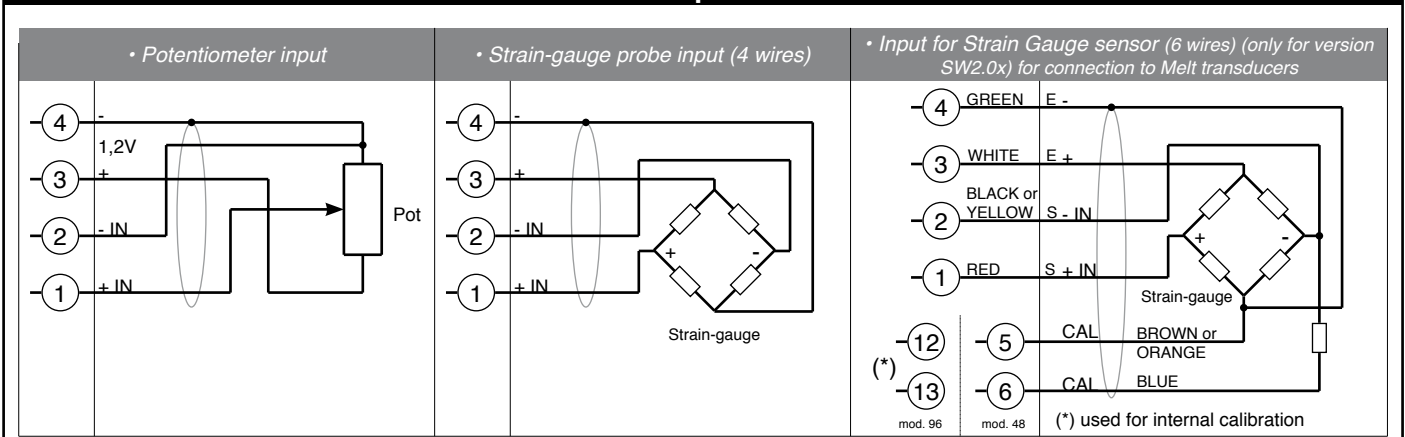 • Potentiometer input
4
-
1,2V
3
+
2
- IN
1
+ IN
Pot
• Strain-gauge probe input (4 wires)
4
-
3
+
2
- IN
1
+ IN
+
-
Strain-gauge
• Input for Strain Gauge sensor (6 wires) (only for version
SW2.0x) for connection to Melt transducers
4
GREEN
E -
3
WHITE
E +
BLACK or
2
YELLOW
S - IN
1
RED
S + IN
+
-
Strain-gauge
12
5
CAL
BROWN or
ORANGE
(*)
13
6
CAL
BLUE
mod. 96
mod. 48
(*) used for internal calibration